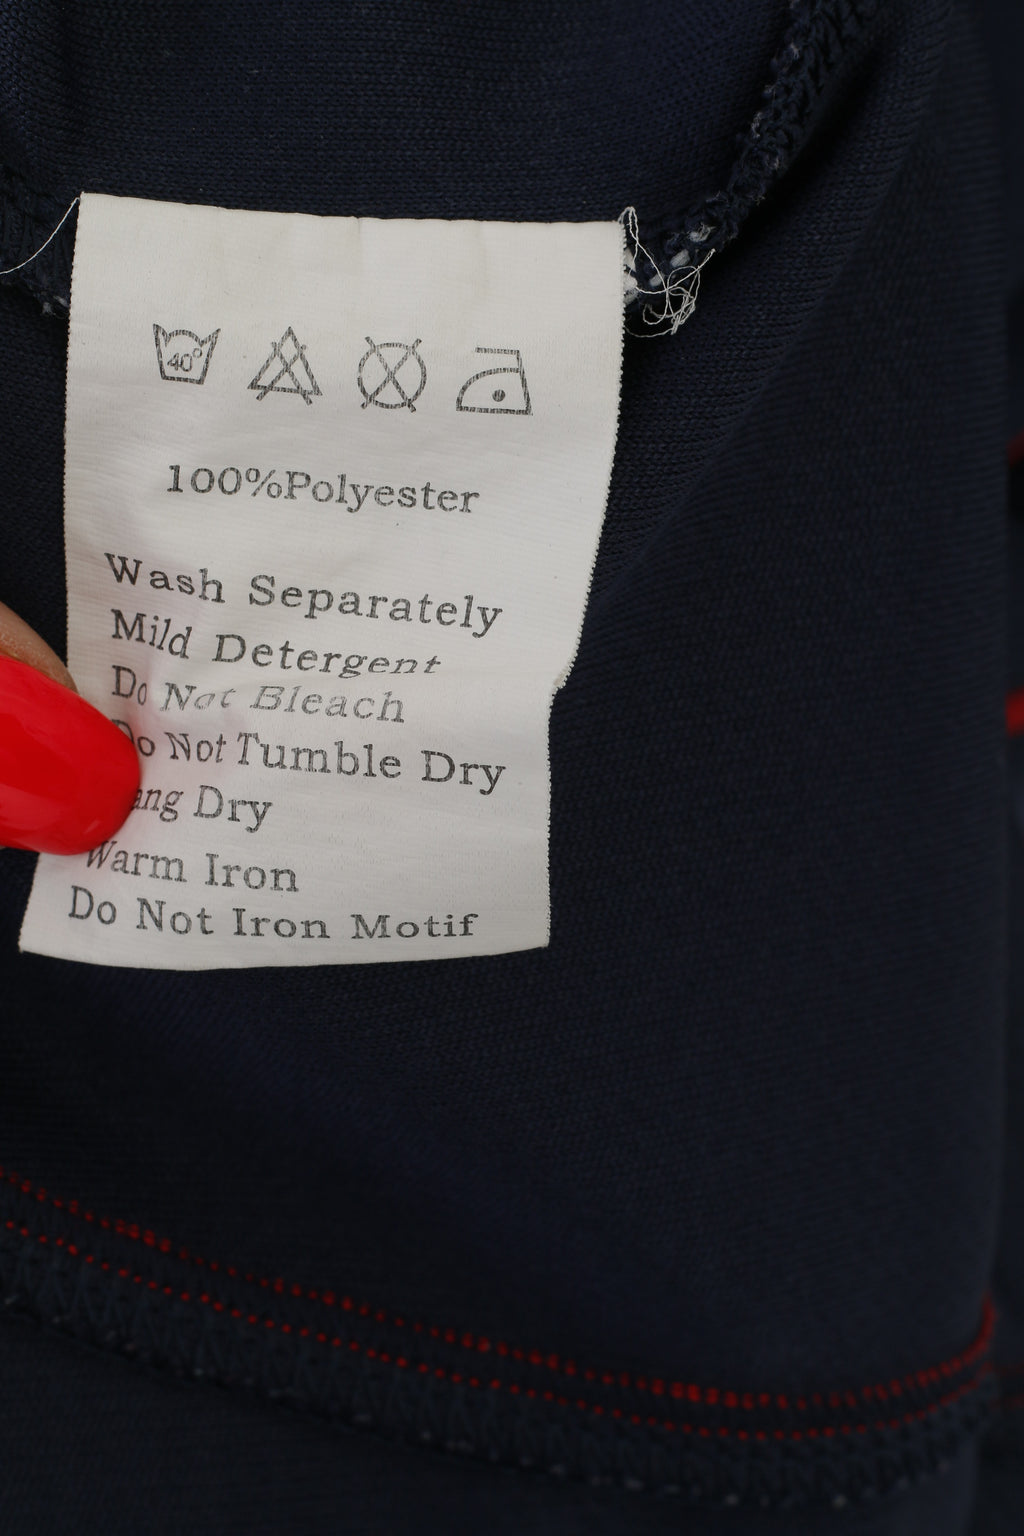 40°
100%Polyester
Wash Separately
Mild Detergent
Do Not Bleach
Do Not Tumble Dry
ang Dry
Warm Iron
Do Not Iron Motif